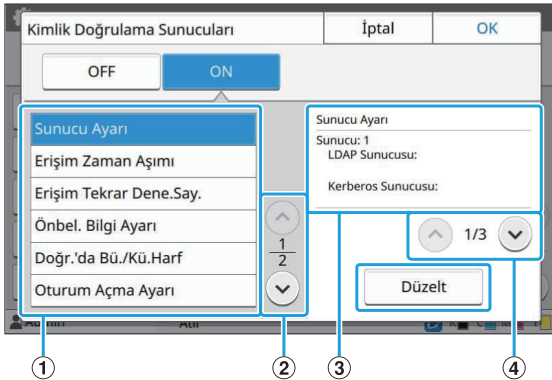 Kimlik Doğrulama Sunucuları
İptal
OK
OFF
ON
Sunucu Ayarı
Erişim Zaman Aşımı
Erişim Tekrar Dene.Say.
Önbel. Bilgi Ayarı
Doğr.'da Bü./Kü.Harf
Oturum Açma Ayarı
1
2
Sunucu Ayarı
Sunucu: 1
LDAP Sunucusu:
Kerberos Sunucusu:
1/3
Düzelt
1
2
3
4